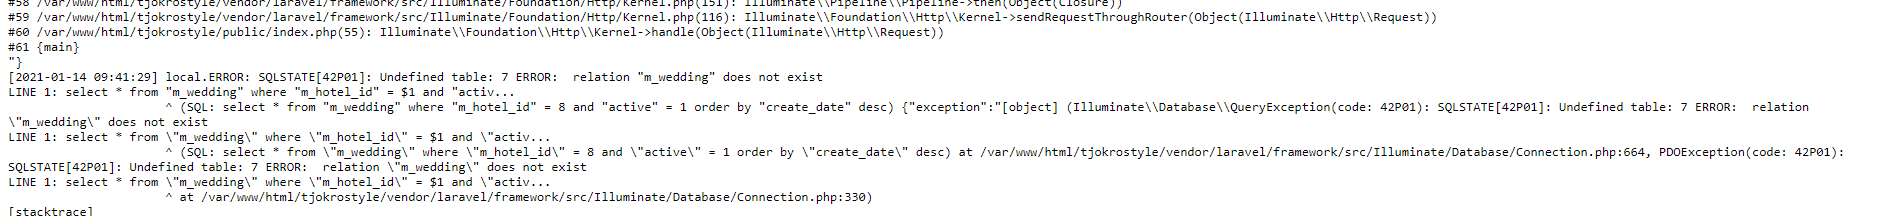 #58 /var/www/html/tjokrostyle/vendor/laravel/framework/src/Illuminate/Foundation/Http/Kernel.php(151): Illuminate\\Pipeline\\Pipeline->then(Object(Closure))
#59 /var/www/html/tjokrostyle/vendor/laravel/framework/src/Illuminate/Foundation/Http/Kernel.php(116): Illuminate\\Foundation\\Http\\Kernel->sendRequestThroughRouter(Object(Illuminate\\Http\\Request))
#60 /var/www/html/tjokrostyle/public/index.php(55): Illuminate\\Foundation\\Http\\Kernel->handle(Object(Illuminate\\Http\\Request))
#61 {main}
"}
[2021-01-14 09:41:29] local.ERROR: SQLSTATE[42P01]: Undefined table: 7 ERROR:  relation "m_wedding" does not exist
LINE 1: select * from "m_wedding" where "m_hotel_id" = $1 and "activ...
^ (SQL: select * from "m_wedding" where "m_hotel_id" = 8 and "active" = 1 order by "create_date" desc) {"exception":"[object] (Illuminate\\Database\\QueryException(code: 42P01): SQLSTATE[42P01]: Undefined table: 7 ERROR:  relation
\"m_wedding\" does not exist
LINE 1: select * from \"m_wedding\" where \"m_hotel_id\" = $1 and \"activ...
^ (SQL: select * from \"m_wedding\" where \"m_hotel_id\" = 8 and \"active\" = 1 order by \"create_date\" desc) at /var/www/html/tjokrostyle/vendor/laravel/framework/src/Illuminate/Database/Connection.php:664, PDOException(code: 42P01):
SQLSTATE[42P01]: Undefined table: 7 ERROR:  relation \"m_wedding\" does not exist
LINE 1: select * from \"m_wedding\" where \"m_hotel_id\" = $1 and \"activ...
^ at /var/www/html/tjokrostyle/vendor/laravel/framework/src/Illuminate/Database/Connection.php:330)
[stacktrace]